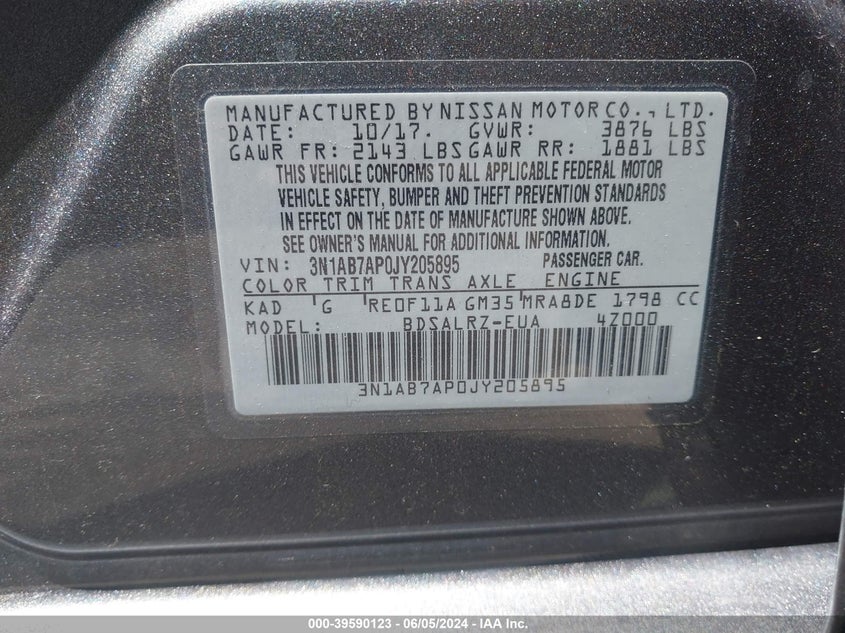 MANUFACTURED BY NISSAN MOTOR CO., LTD.
DATE: 10/17. GVWR: 3876 LBS
GAWR FR: 2143 LBS GAWR RR: 1881 LBS
THIS VEHICLE CONFORMS TO ALL APPLICABLE FEDERAL MOTOR
VEHICLE SAFETY, BUMPER AND THEFT PREVENTION STANDARDS
IN EFFECT ON THE DATE OF MANUFACTURE SHOWN ABOVE.
SEE OWNER'S MANUAL FOR ADDITIONAL INFORMATION.
VIN: 3N1AB7AP0JY205895 PASSENGER CAR.
COLOR TRIM TRANS AXLE ENGINE
KAD G RE0F11A GM35 MRA8DE 1798 CC
MODEL: BDSALRZ-EUA 4Z000
3N1AB7AP0JY205895
000-39590123 | 06/05/2024 | IAA Inc.